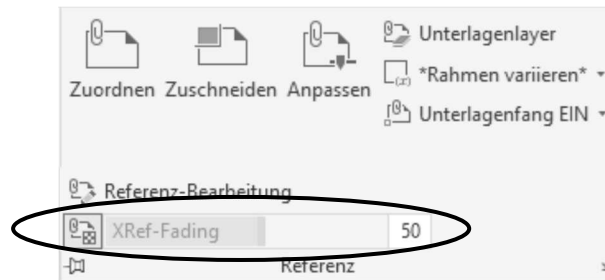 Zuordnen Zuschneiden Anpassen
Unterlagenlayer
*Rahmen variieren*
Unterlagenfang EIN
Referenz-Bearbeitung
XRef-Fading 50
Referenz